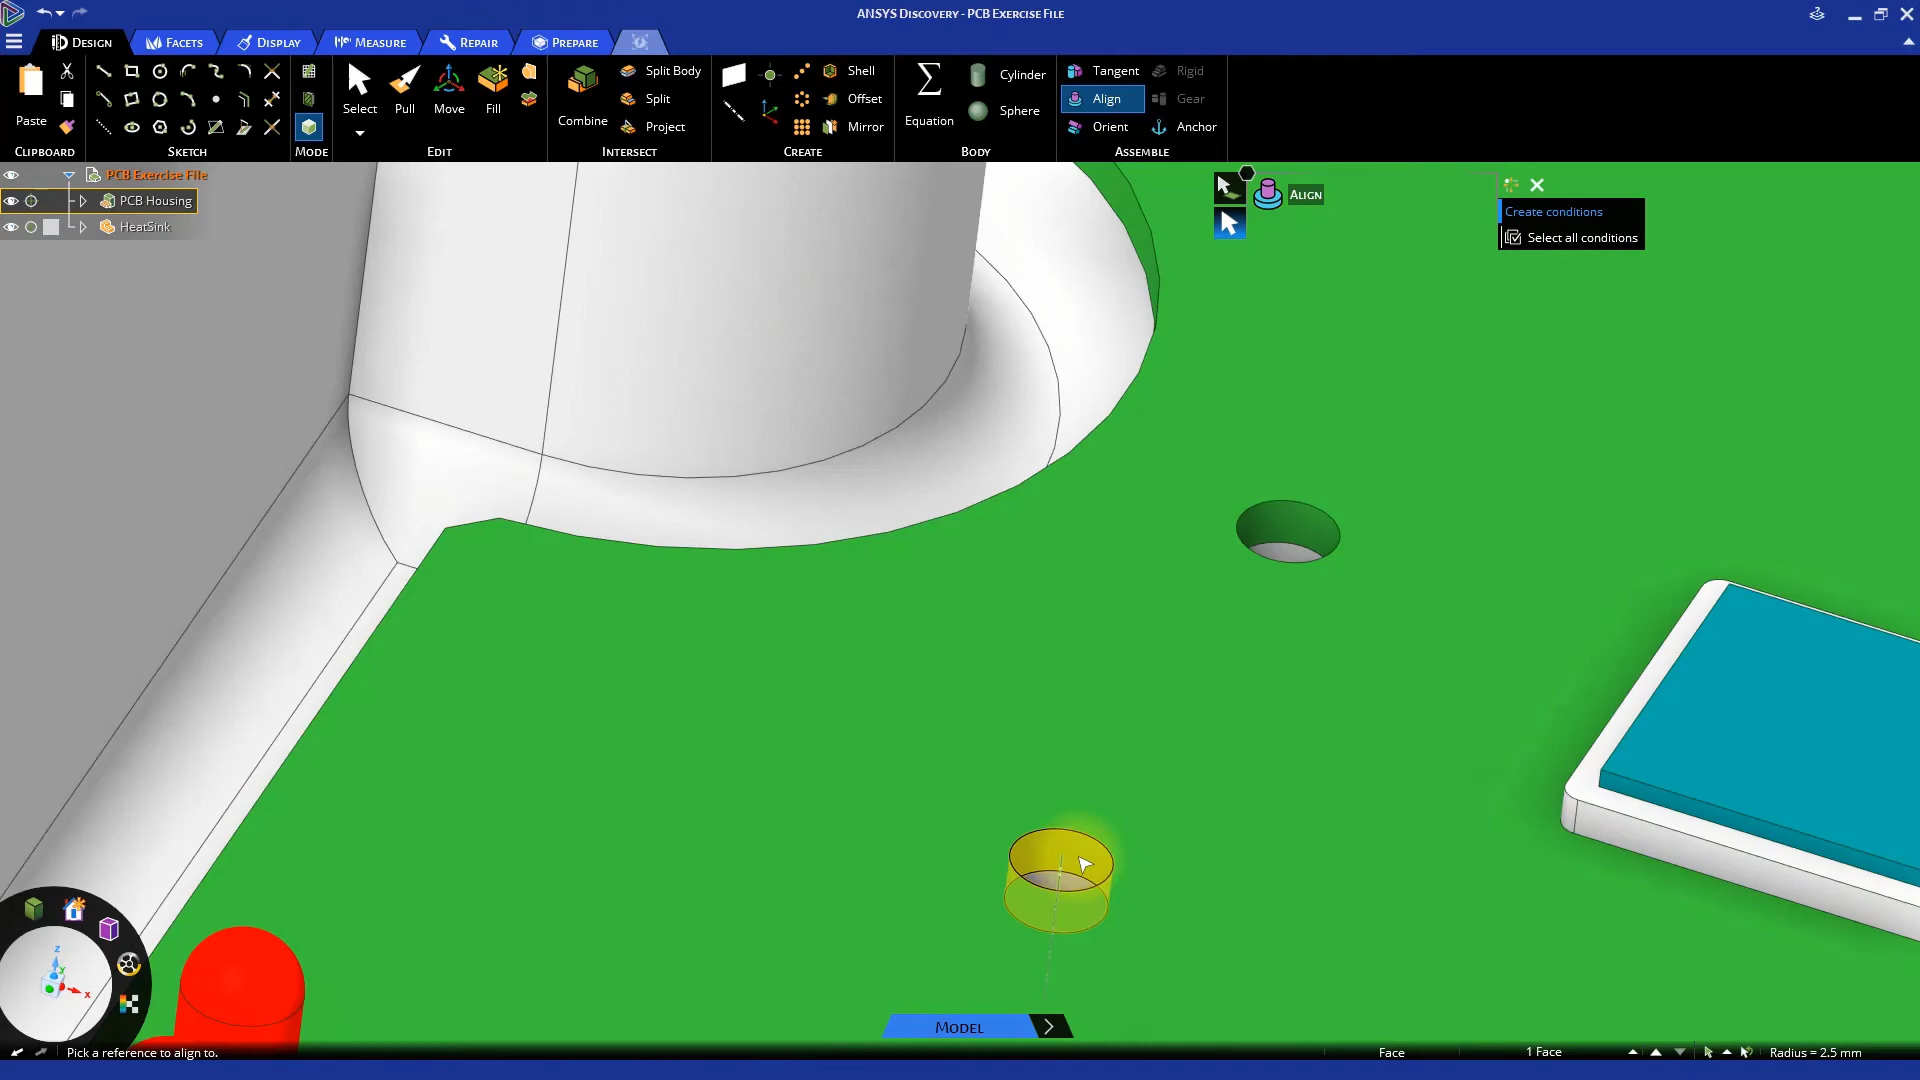 ANSYS Discovery - PCB Exercise File
Design
Facets
Display
Measure
Repair
Prepare
Paste
Select
Pull
Move
Fill
Combine
Split Body
Split
Project
Shell
Offset
Mirror
Equation
Cylinder
Sphere
Tangent
Align
Orient
Rigid
Gear
Anchor
Clipboard
Sketch
Mode
Edit
Intersect
Create
Body
Assemble
PCB Exercise File
PCB Housing
HeatSink
Align
Create conditions
Select all conditions
z
y
x
Model
Pick a reference to align to.
Face
1 Face
Radius = 2.5 mm